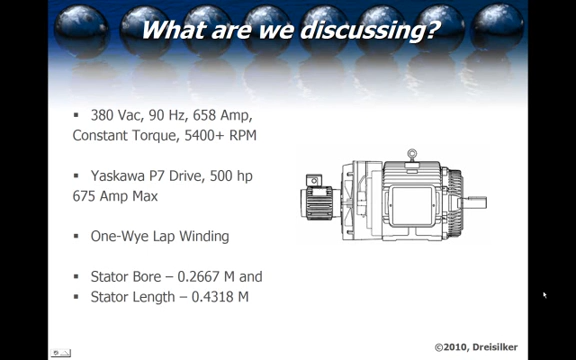 What are we discussing?
▪ 380 Vac, 90 Hz, 658 Amp,
Constant Torque, 5400+ RPM
▪ Yaskawa P7 Drive, 500 hp
675 Amp Max
▪ One-Wye Lap Winding
▪ Stator Bore – 0.2667 M and
▪ Stator Length – 0.4318 M
©2010, Dreisilker